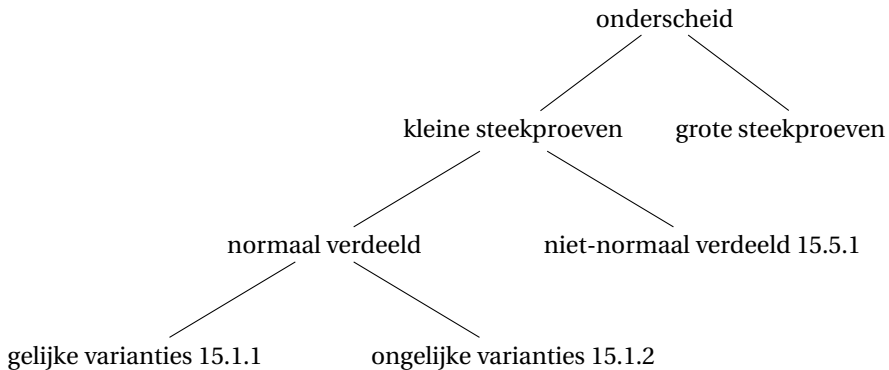 onderscheid
kleine steekproeven grote steekproeven
normaal verdeeld niet-normaal verdeeld 15.5.1
gelijke varianties 15.1.1 ongelijke varianties 15.1.2